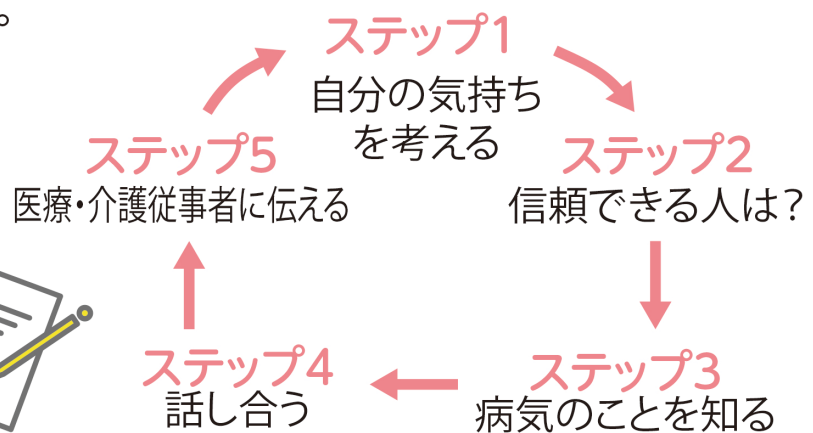 。
ステップ1
自分の気持ち
を考える
ステップ2
信頼できる人は？
ステップ3
病気のことを知る
ステップ4
話し合う
ステップ5
医療・介護従事者に伝える